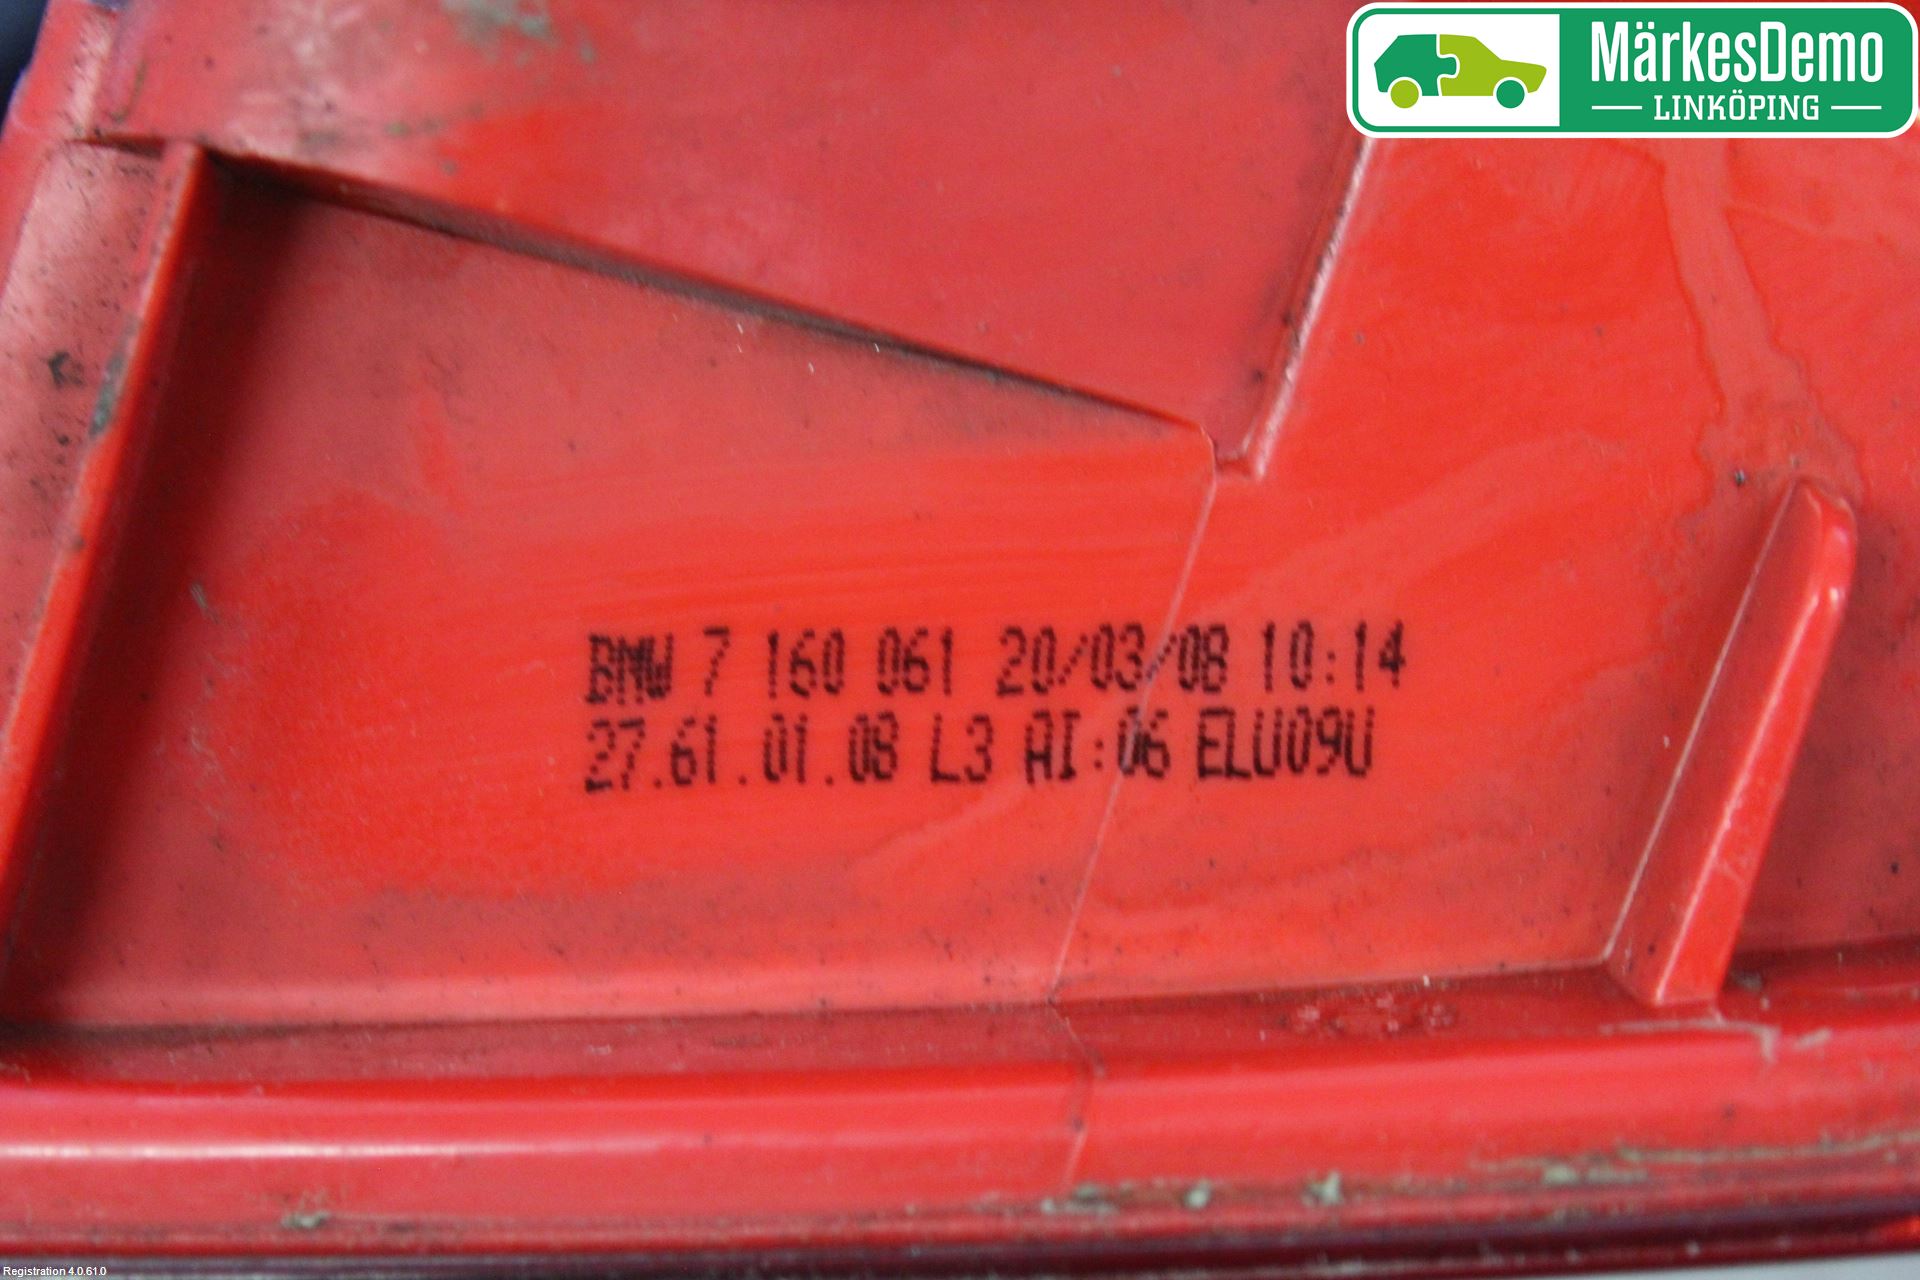 MärkesDemo
LINKÖPING
BMW 7 160 061 20/03/08 10:14
27.61.01.08 L3 AI:06 ELU09U
Registration 4.0.61.0